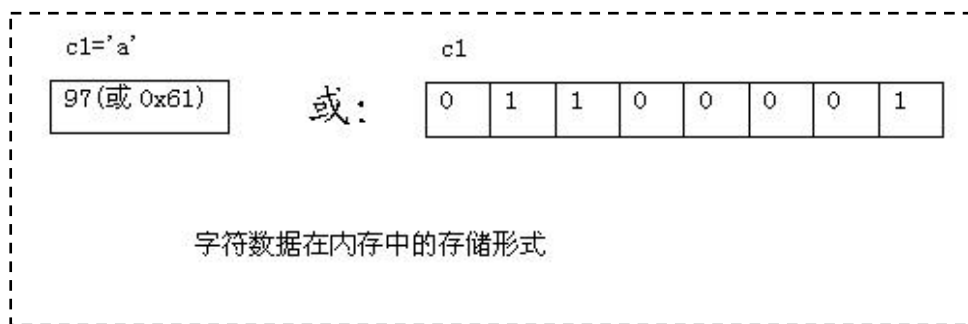 c1='a'
c1
97(或 0x61)
或:
0 1 1 0 0 0 0 1
字符数据在内存中的存储形式